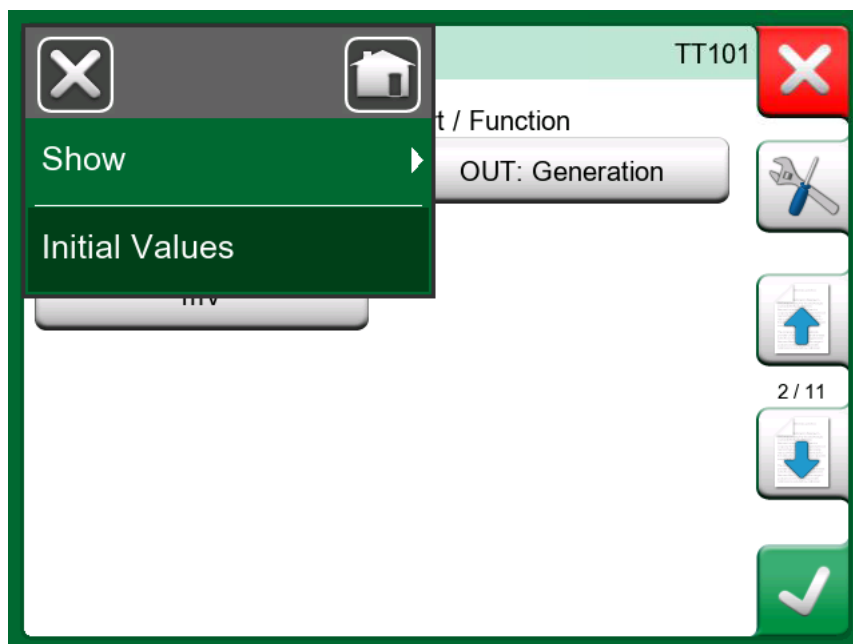 TT101
t / Function
Show
OUT: Generation
Initial Values
2 / 11